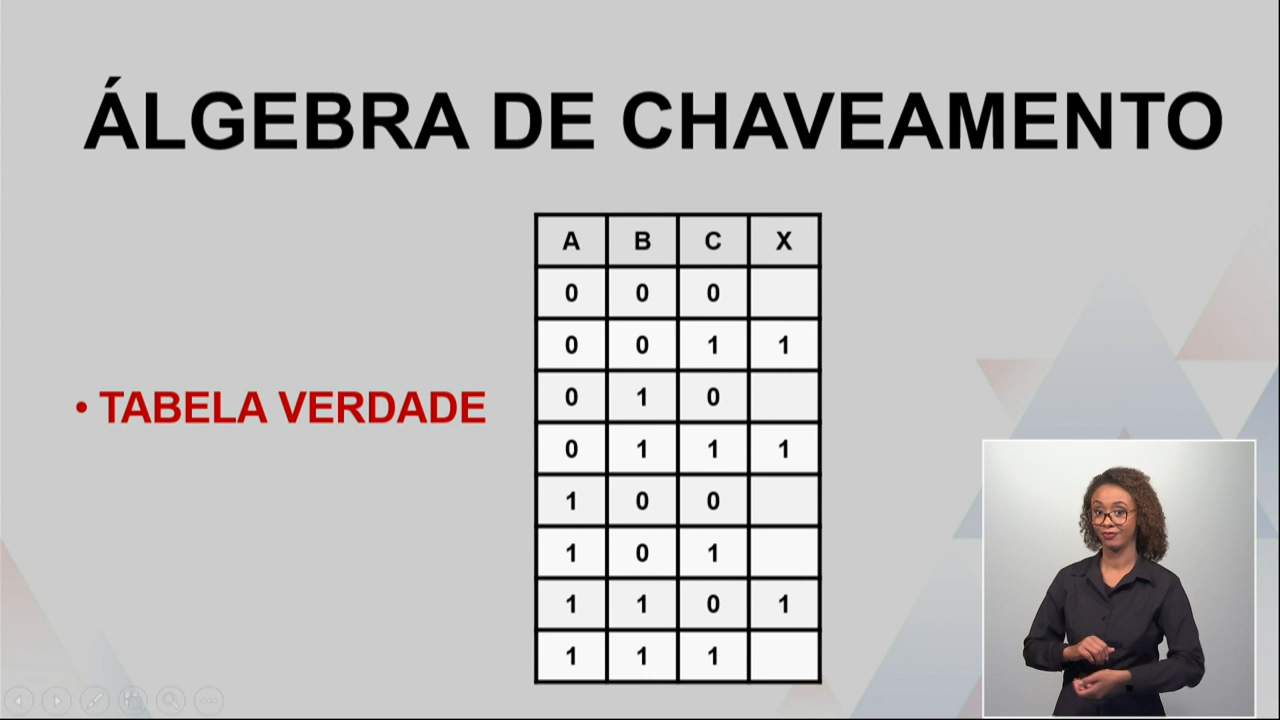 ÁLGEBRA DE CHAVEAMENTO
• TABELA VERDADE
A B C X
0 0 0
0 0 1 1
0 1 0
0 1 1 1
1 0 0
1 0 1
1 1 0 1
1 1 1